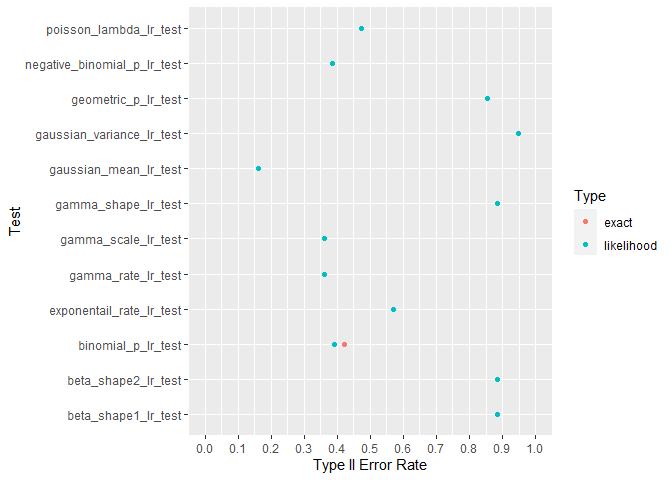 poisson_lambda_lr_test
negative_binomial_p_lr_test
geometric_p_lr_test
gaussian_variance_lr_test
gaussian_mean_lr_test
gamma_shape_lr_test
gamma_scale_lr_test
gamma_rate_lr_test
exponentail_rate_lr_test
binomial_p_lr_test
beta_shape2_lr_test
beta_shape1_lr_test
Test
0.0 0.1 0.2 0.3 0.4 0.5 0.6 0.7 0.8 0.9 1.0
Type II Error Rate
Type
exact
likelihood